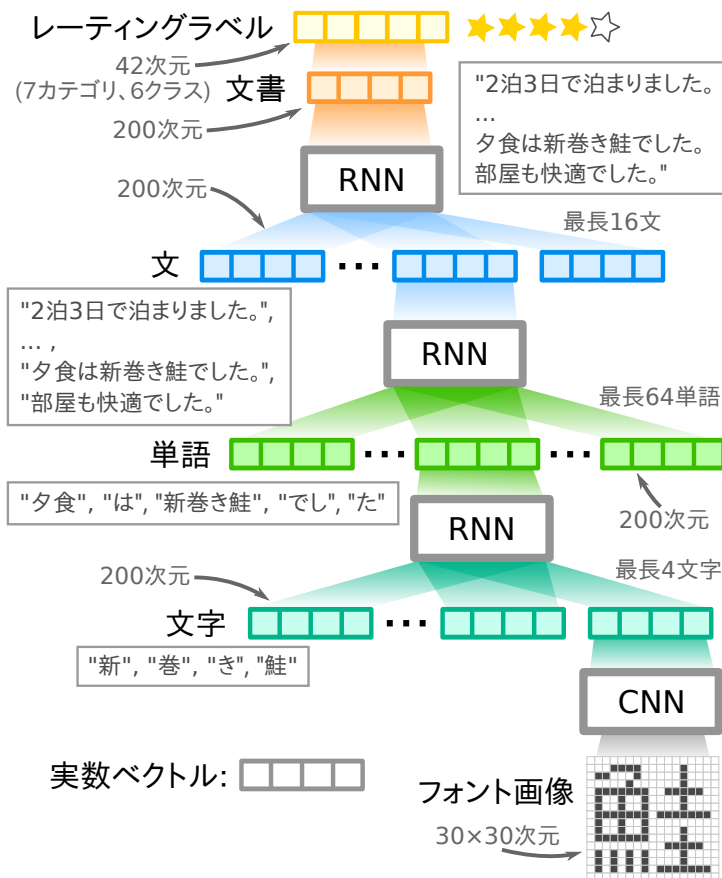 レーティングラベル
42次元
(7カテゴリ、6クラス)
文書
200次元
"2泊3日で泊まりました。
…
夕食は新巻き鮭でした。
部屋も快適でした。"
RNN
200次元
最長16文
文
...
"2泊3日で泊まりました。",
… ,
"夕食は新巻き鮭でした。",
"部屋も快適でした。"
RNN
最長64単語
単語
...
...
"夕食", "は", "新巻き鮭", "でし", "た"
200次元
RNN
200次元
最長4文字
文字
...
"新", "巻", "き", "鮭"
CNN
実数ベクトル:
フォント画像
30×30次元
鮭